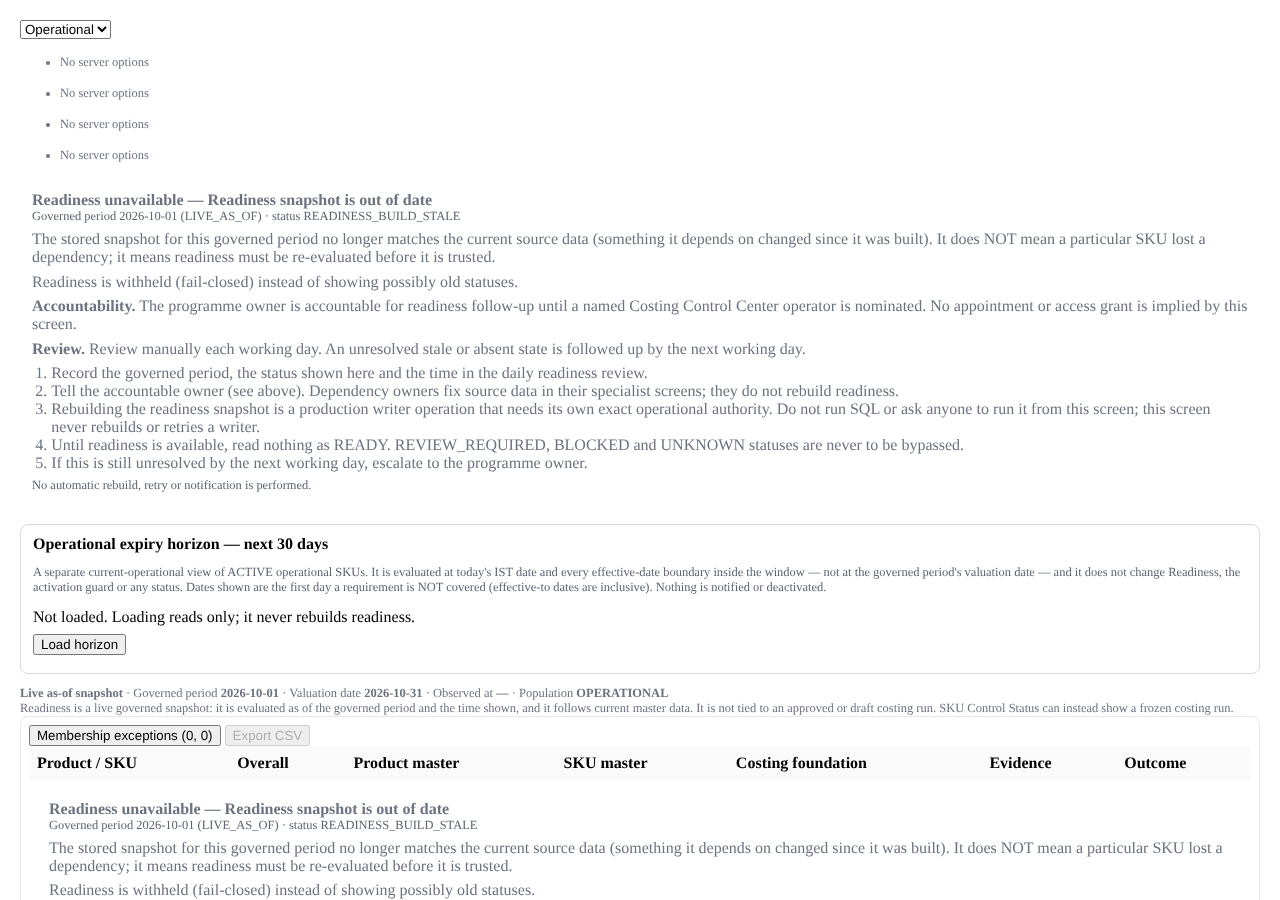 Operational
No server options
No server options
No server options
No server options
Readiness unavailable — Readiness snapshot is out of date
Governed period 2026-10-01 (LIVE_AS_OF) · status READINESS_BUILD_STALE
The stored snapshot for this governed period no longer matches the current source data (something it depends on changed since it was built). It does NOT mean a particular SKU lost a
dependency; it means readiness must be re-evaluated before it is trusted.
Readiness is withheld (fail-closed) instead of showing possibly old statuses.
Accountability. The programme owner is accountable for readiness follow-up until a named Costing Control Center operator is nominated. No appointment or access grant is implied by this
screen.
Review. Review manually each working day. An unresolved stale or absent state is followed up by the next working day.
1. Record the governed period, the status shown here and the time in the daily readiness review.
2. Tell the accountable owner (see above). Dependency owners fix source data in their specialist screens; they do not rebuild readiness.
3. Rebuilding the readiness snapshot is a production writer operation that needs its own exact operational authority. Do not run SQL or ask anyone to run it from this screen; this screen
never rebuilds or retries a writer.
4. Until readiness is available, read nothing as READY. REVIEW_REQUIRED, BLOCKED and UNKNOWN statuses are never to be bypassed.
5. If this is still unresolved by the next working day, escalate to the programme owner.
No automatic rebuild, retry or notification is performed.
Operational expiry horizon — next 30 days
A separate current-operational view of ACTIVE operational SKUs. It is evaluated at today's IST date and every effective-date boundary inside the window — not at the governed period's valuation date — and it does not change Readiness, the
activation guard or any status. Dates shown are the first day a requirement is NOT covered (effective-to dates are inclusive). Nothing is notified or deactivated.
Not loaded. Loading reads only; it never rebuilds readiness.
Load horizon
Live as-of snapshot · Governed period 2026-10-01 · Valuation date 2026-10-31 · Observed at — · Population OPERATIONAL
Readiness is a live governed snapshot: it is evaluated as of the governed period and the time shown, and it follows current master data. It is not tied to an approved or draft costing run. SKU Control Status can instead show a frozen costing run.
Membership exceptions (0, 0) Export CSV
Product / SKU Overall Product master SKU master Costing foundation Evidence Outcome
Readiness unavailable — Readiness snapshot is out of date
Governed period 2026-10-01 (LIVE_AS_OF) · status READINESS_BUILD_STALE
The stored snapshot for this governed period no longer matches the current source data (something it depends on changed since it was built). It does NOT mean a particular SKU lost a
dependency; it means readiness must be re-evaluated before it is trusted.
Readiness is withheld (fail-closed) instead of showing possibly old statuses.